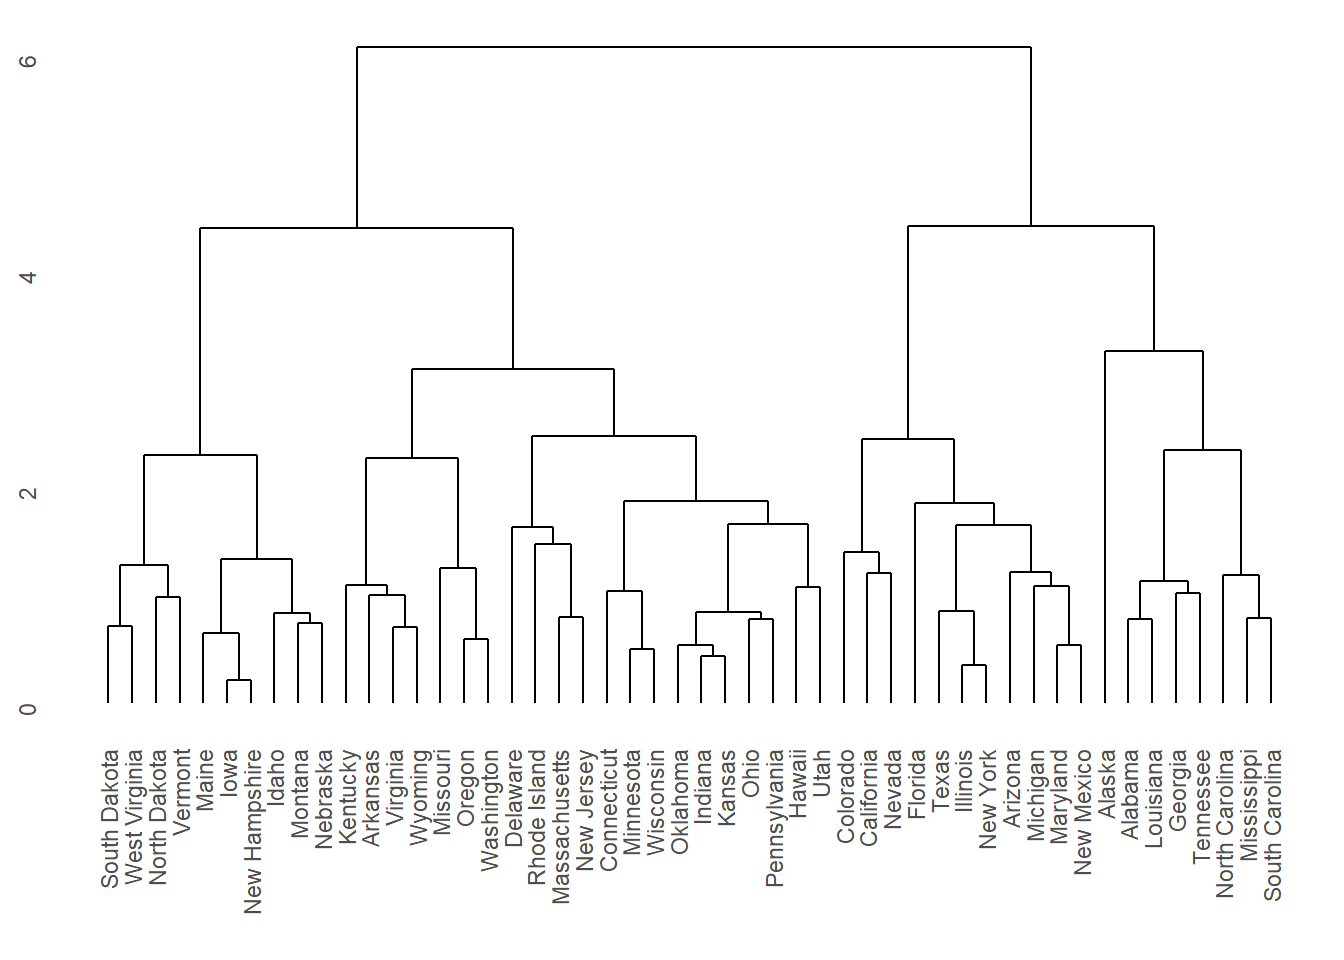 6
4
2
0
South Dakota
West Virginia
North Dakota
Vermont
Maine
Iowa
New Hampshire
Idaho
Montana
Nebraska
Kentucky
Arkansas
Virginia
Wyoming
Missouri
Oregon
Washington
Delaware
Rhode Island
Massachusetts
New Jersey
Connecticut
Minnesota
Wisconsin
Oklahoma
Indiana
Kansas
Ohio
Pennsylvania
Hawaii
Utah
Colorado
California
Nevada
Florida
Texas
Illinois
New York
Arizona
Michigan
Maryland
New Mexico
Alaska
Alabama
Louisiana
Georgia
Tennessee
North Carolina
Mississippi
South Carolina